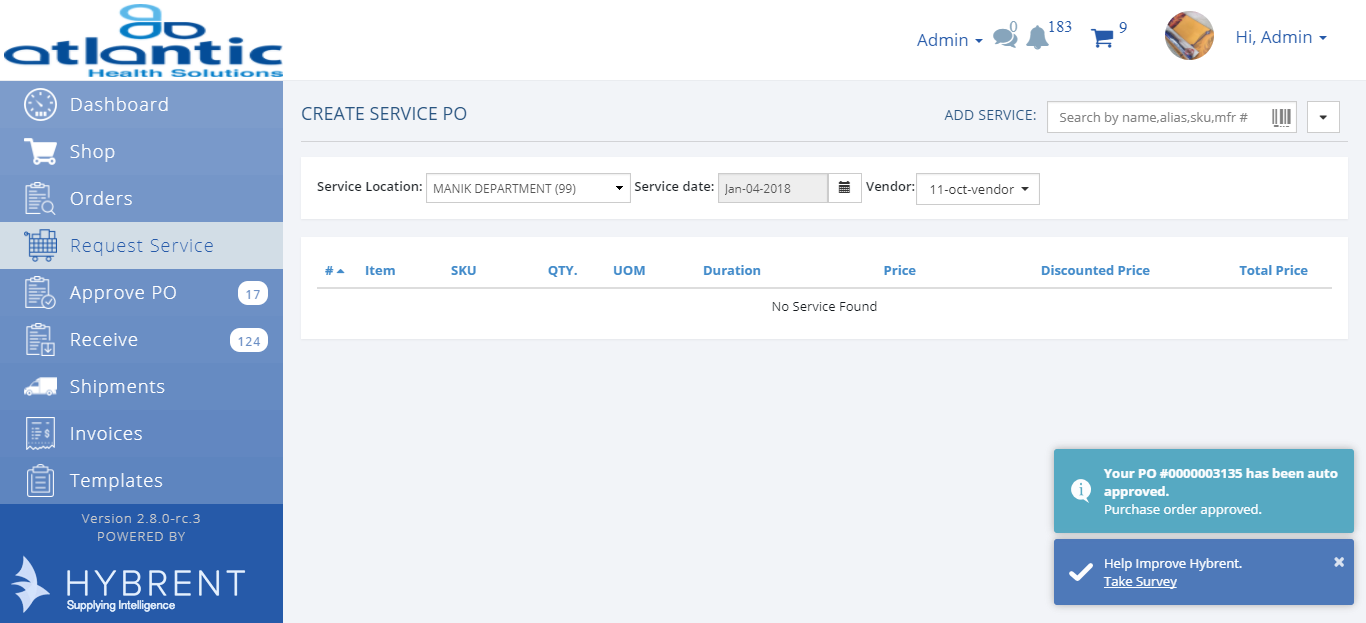 atlantic
Health Solutions
Admin
0
183
9
Hi, Admin
Dashboard
Shop
Orders
Request Service
Approve PO 17
Receive 124
Shipments
Invoices
Templates
Version 2.8.0-rc.3
POWERED BY
HYBRENT
Supplying Intelligence
CREATE SERVICE PO
ADD SERVICE: Search by name,alias,sku,mfr #
Service Location: MANIK DEPARTMENT (99) Service date: Jan-04-2018 Vendor: 11-oct-vendor
# Item SKU QTY. UOM Duration Price Discounted Price Total Price
No Service Found
Your PO #0000003135 has been auto
approved.
Purchase order approved.
Help Improve Hybrent.
Take Survey